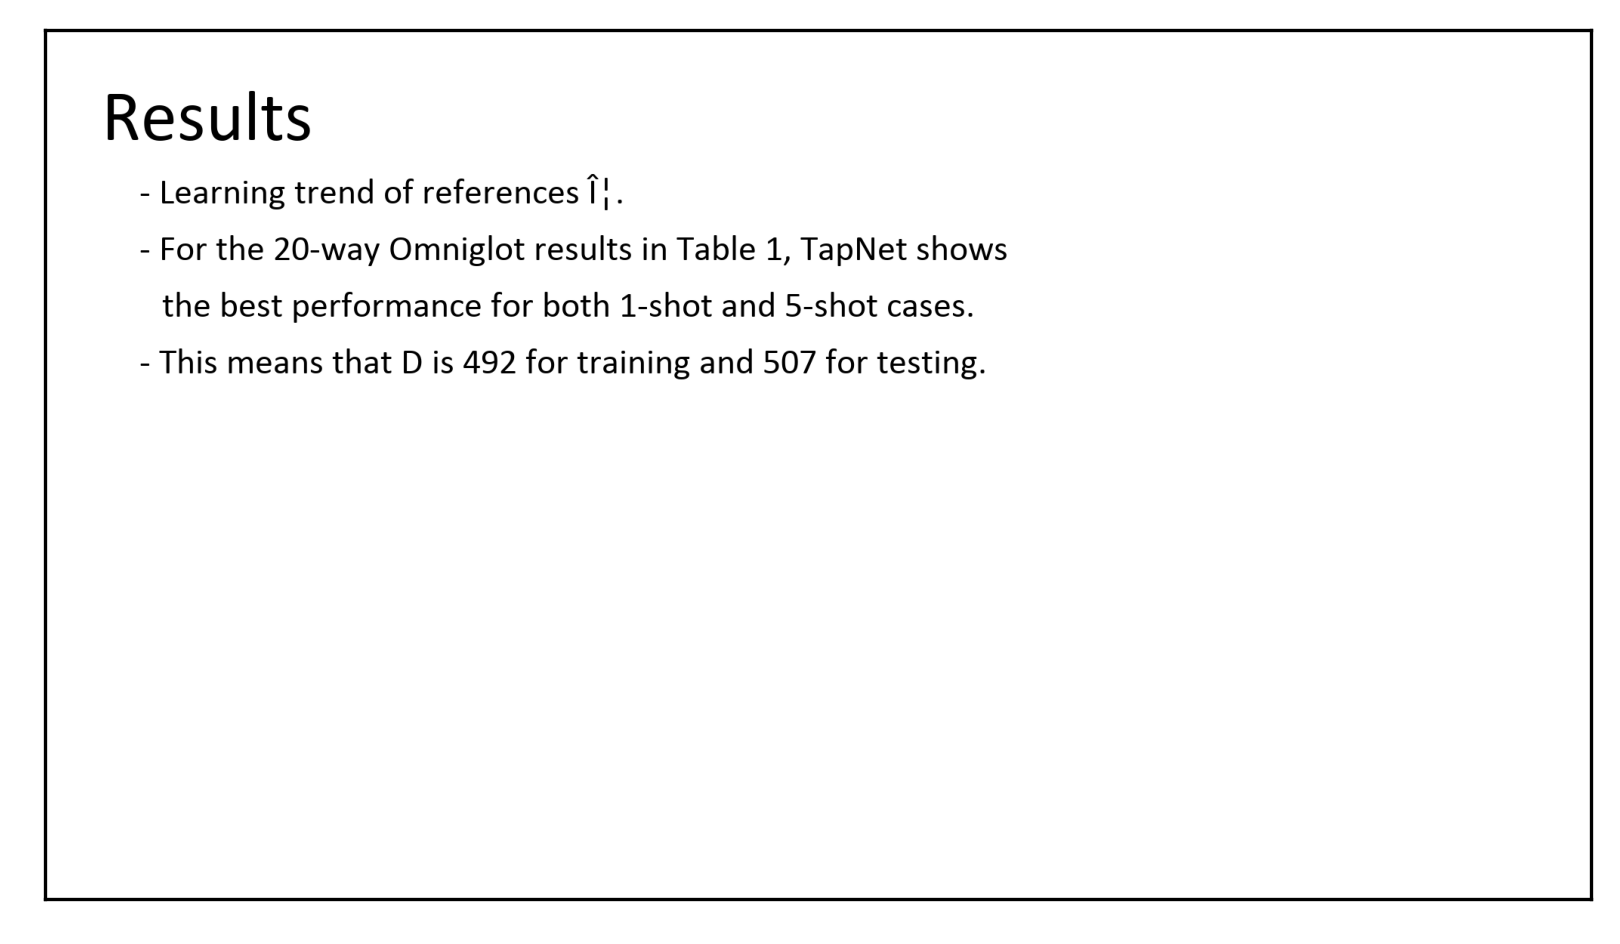 Results
- Learning trend of references Î¦.
- For the 20-way Omniglot results in Table 1, TapNet shows
the best performance for both 1-shot and 5-shot cases.
- This means that D is 492 for training and 507 for testing.